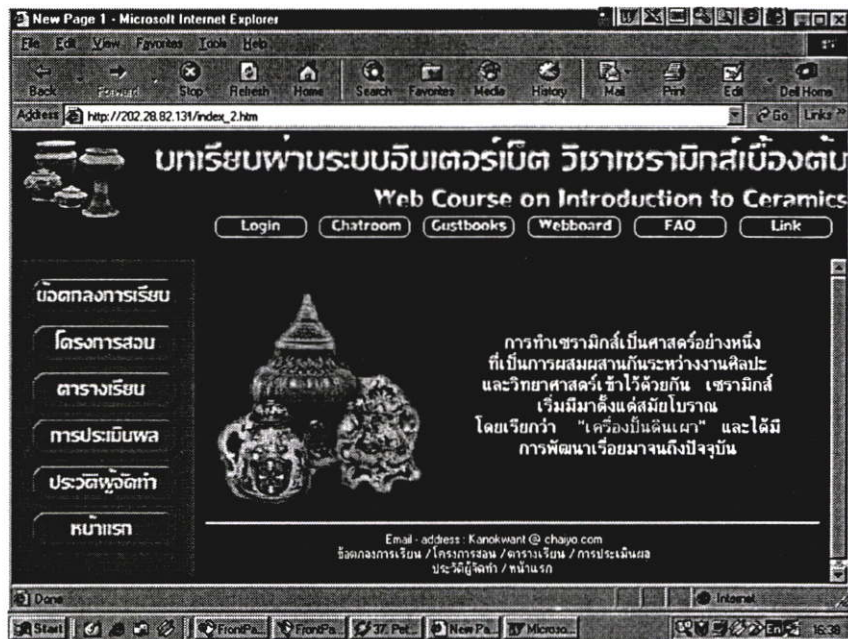 New Page 1 - Microsoft Internet Explorer
File Edit View Favorites Tools Help
Back Forward Stop Refresh Home Search Favorites Media History Mail Print Edit Dell Home
Address http://202.28.82.131/index_2.htm Go Links
บทเรียนผ่านระบบอินเตอร์เน็ต วิชาเซรามิกส์เบื้องต้น
Web Course on Introduction to Ceramics
Login Chatroom Gustbooks Webboard FAQ Link
ข้อตกลงการเรียน
โครงการสอน
ตารางเรียน
การประเมินผล
ประวัติผู้จัดทำ
หน้าแรก
การทำเซรามิกส์เป็นศาสตร์อย่างหนึ่ง
ที่เป็นการผสมผสานกันระหว่างงานศิลปะ
และวิทยาศาสตร์เข้าไว้ด้วยกัน เซรามิกส์
เริ่มมีมาตั้งแต่สมัยโบราณ
โดยเรียกว่า "เครื่องปั้นดินเผา" และได้มี
การพัฒนาเรื่อยมาจนถึงปัจจุบัน
Email - address : Kanokwant @ chaiyo.com
ข้อตกลงการเรียน / โครงการสอน / ตารางเรียน / การประเมินผล
ประวัติผู้จัดทำ / หน้าแรก
Done Internet
Start FrontPa... FrontPa... 37. Pet... New Pa... Microso... 16:38